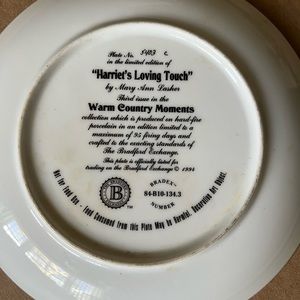 Plate No. C
in the limited edition of
"Harriet's Loving Touch"
by Mary Ann Lasher
Third issue in the
Warm Country Moments
collection which is produced on hard-fire
porcelain in an edition limited to a
maximum of 95 firing days and
crafted to the exacting standards of
The Bradford Exchange.
This plate is officially listed for
trading on the Bradford Exchange © 1994
B
TM
BRADEX®
84-B10-134.3
NUMBER
Not for Food Use - Food Consumed from this Plate May be Harmful. Decorative Art Object.